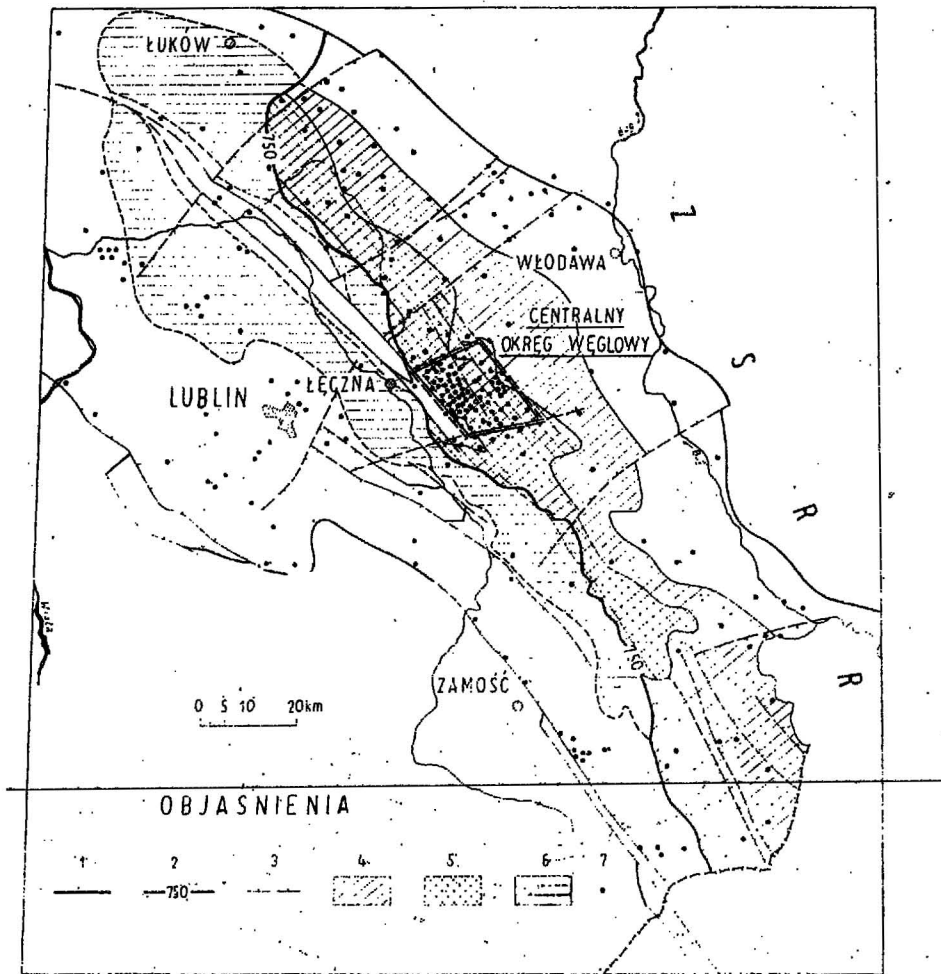 ŁUKÓW
750
WŁODAWA
CENTRALNY
OKRĘG WĘGLOWY
ŁĘCZNA
LUBLIN
Z
S
R
R
750
ZAMOŚĆ
0 5 10 20km
OBJAŚNIENIA
1 2 3 4 5 6 7
750